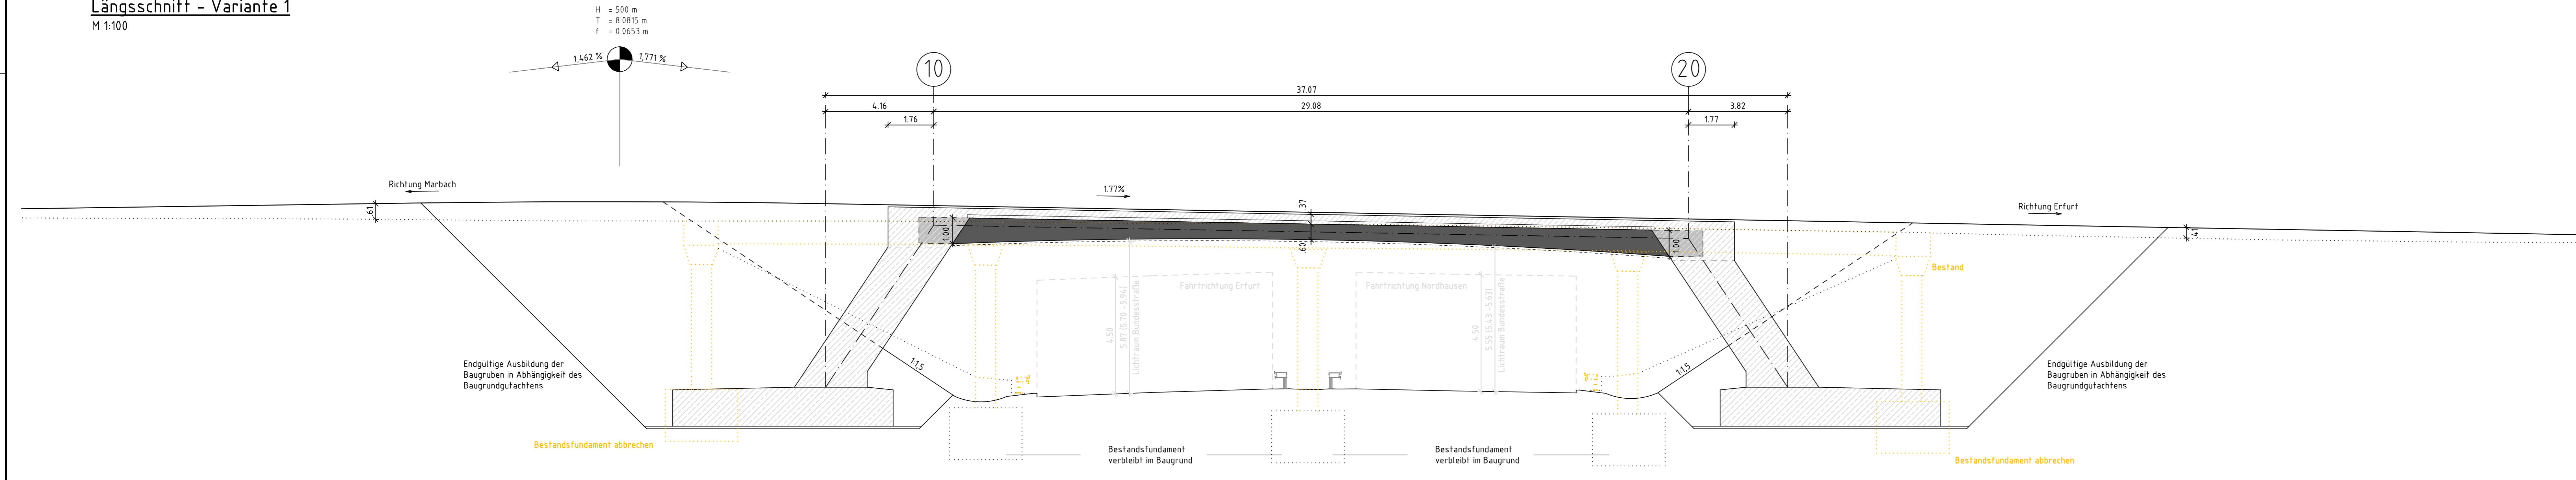 Längsschnitt - Variante 1
M 1:100
H = 500 m
T = 8.0815 m
f = 0.0653 m
1,462 %
1,771 %
10
20
37.07
4.16
29.08
3.82
1.76
1.77
Richtung Marbach
1.77%
Richtung Erfurt
.61
.37
1.00
.60
1.00
.41
Bestand
Fahrtrichtung Erfurt
Fahrtrichtung Nordhausen
4.50
5.87 (5.70 -5.94)
Lichtraum Bundesstraße
4.50
5.55 (5.43 -5.63)
Lichtraum Bundesstraße
Endgültige Ausbildung der
Baugruben in Abhängigkeit des
Baugrundgutachtens
1:1,5
1:1,5
Endgültige Ausbildung der
Baugruben in Abhängigkeit des
Baugrundgutachtens
Bestandsfundament abbrechen
Bestandsfundament
verbleibt im Baugrund
Bestandsfundament
verbleibt im Baugrund
Bestandsfundament abbrechen